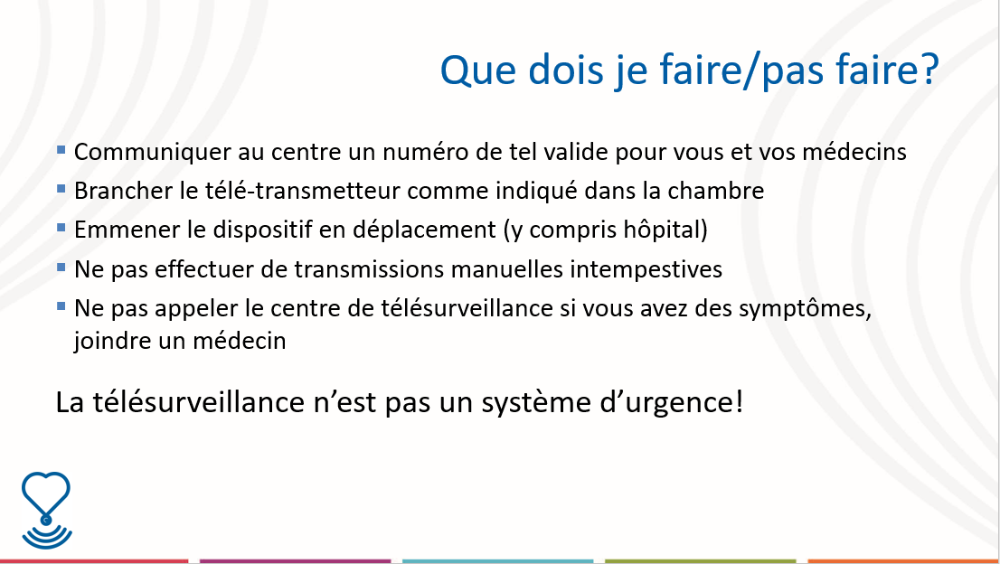 Que dois je faire/pas faire?
Communiquer au centre un numéro de tel valide pour vous et vos médecins
Brancher le télé-transmetteur comme indiqué dans la chambre
Emmener le dispositif en déplacement (y compris hôpital)
Ne pas effectuer de transmissions manuelles intempestives
Ne pas appeler le centre de télésurveillance si vous avez des symptômes,
joindre un médecin
La télésurveillance n’est pas un système d’urgence!